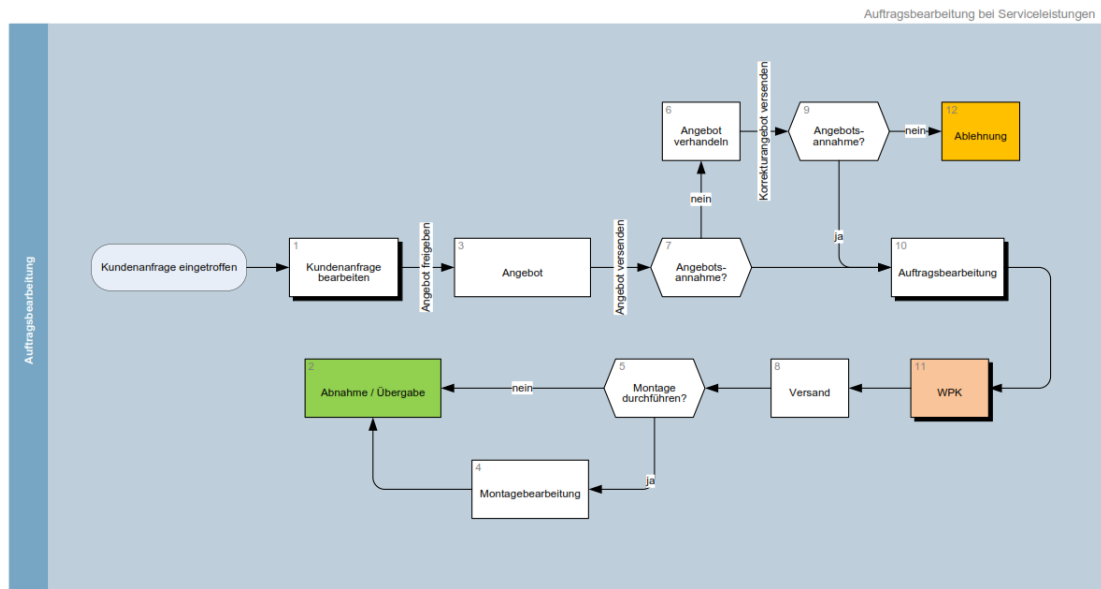 Auftragsbearbeitung bei Serviceleistungen
Auftragsbearbeitung
6
Angebot
verhandeln
Korrekturangebot versenden
9
Angebots-
annahme?
nein
12
Ablehnung
nein
ja
Kundenanfrage eingetroffen
1
Kundenanfrage
bearbeiten
Angebot freigeben
3
Angebot
Angebot versenden
7
Angebots-
annahme?
10
Auftragsbearbeitung
2
Abnahme / Übergabe
nein
5
Montage
durchführen?
8
Versand
11
WPK
4
Montagebearbeitung
ja